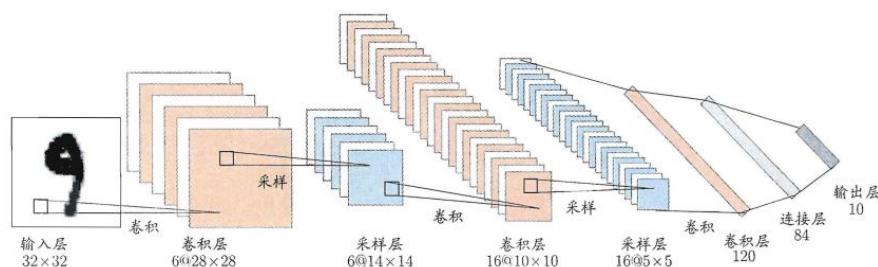 9
采样
卷积
卷积
采样
卷积
输入层
32×32
卷积层
6@28×28
采样层
6@14×14
卷积层
16@10×10
采样层
16@5×5
卷积层
120
连接层
84
输出层
10